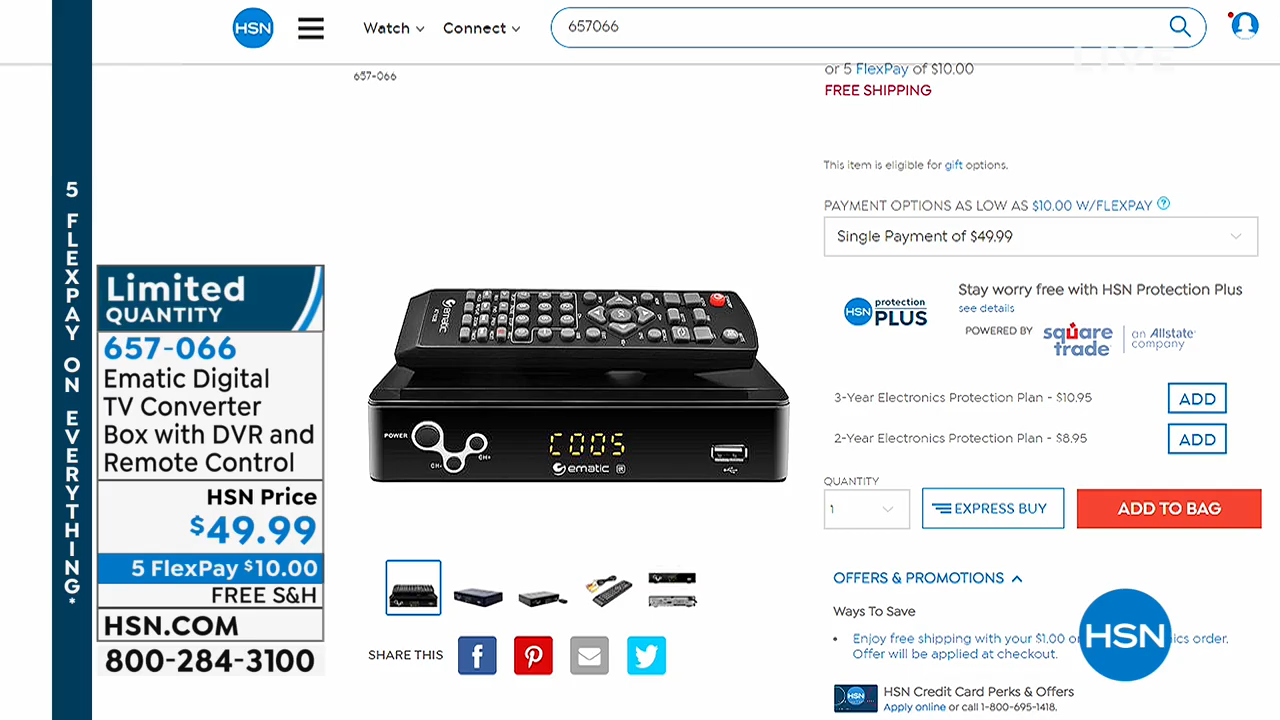 HSN
Watch
Connect
657066
LIVE
657-066
or 5 FlexPay of $10.00
FREE SHIPPING
This item is eligible for gift options.
PAYMENT OPTIONS AS LOW AS $10.00 W/FLEXPAY ?
Single Payment of $49.99
HSN protection PLUS
Stay worry free with HSN Protection Plus
see details
POWERED BY square trade an Allstate company
3-Year Electronics Protection Plan - $10.95
ADD
2-Year Electronics Protection Plan - $8.95
ADD
QUANTITY
1
EXPRESS BUY
ADD TO BAG
OFFERS & PROMOTIONS
Ways To Save
• Enjoy free shipping with your $1.00 or ics order.
Offer will be applied at checkout.
HSN
HSN
HSN Credit Card Perks & Offers
Apply online or call 1-800-695-1418.
5 FLEXPAY ON EVERYTHING*
Limited
QUANTITY
657-066
Ematic Digital
TV Converter
Box with DVR and
Remote Control
HSN Price
$49.99
5 FlexPay $10.00
FREE S&H
HSN.COM
800-284-3100
ematic
OK
POWER
CH-
CH+
C005
ematic
SHARE THIS